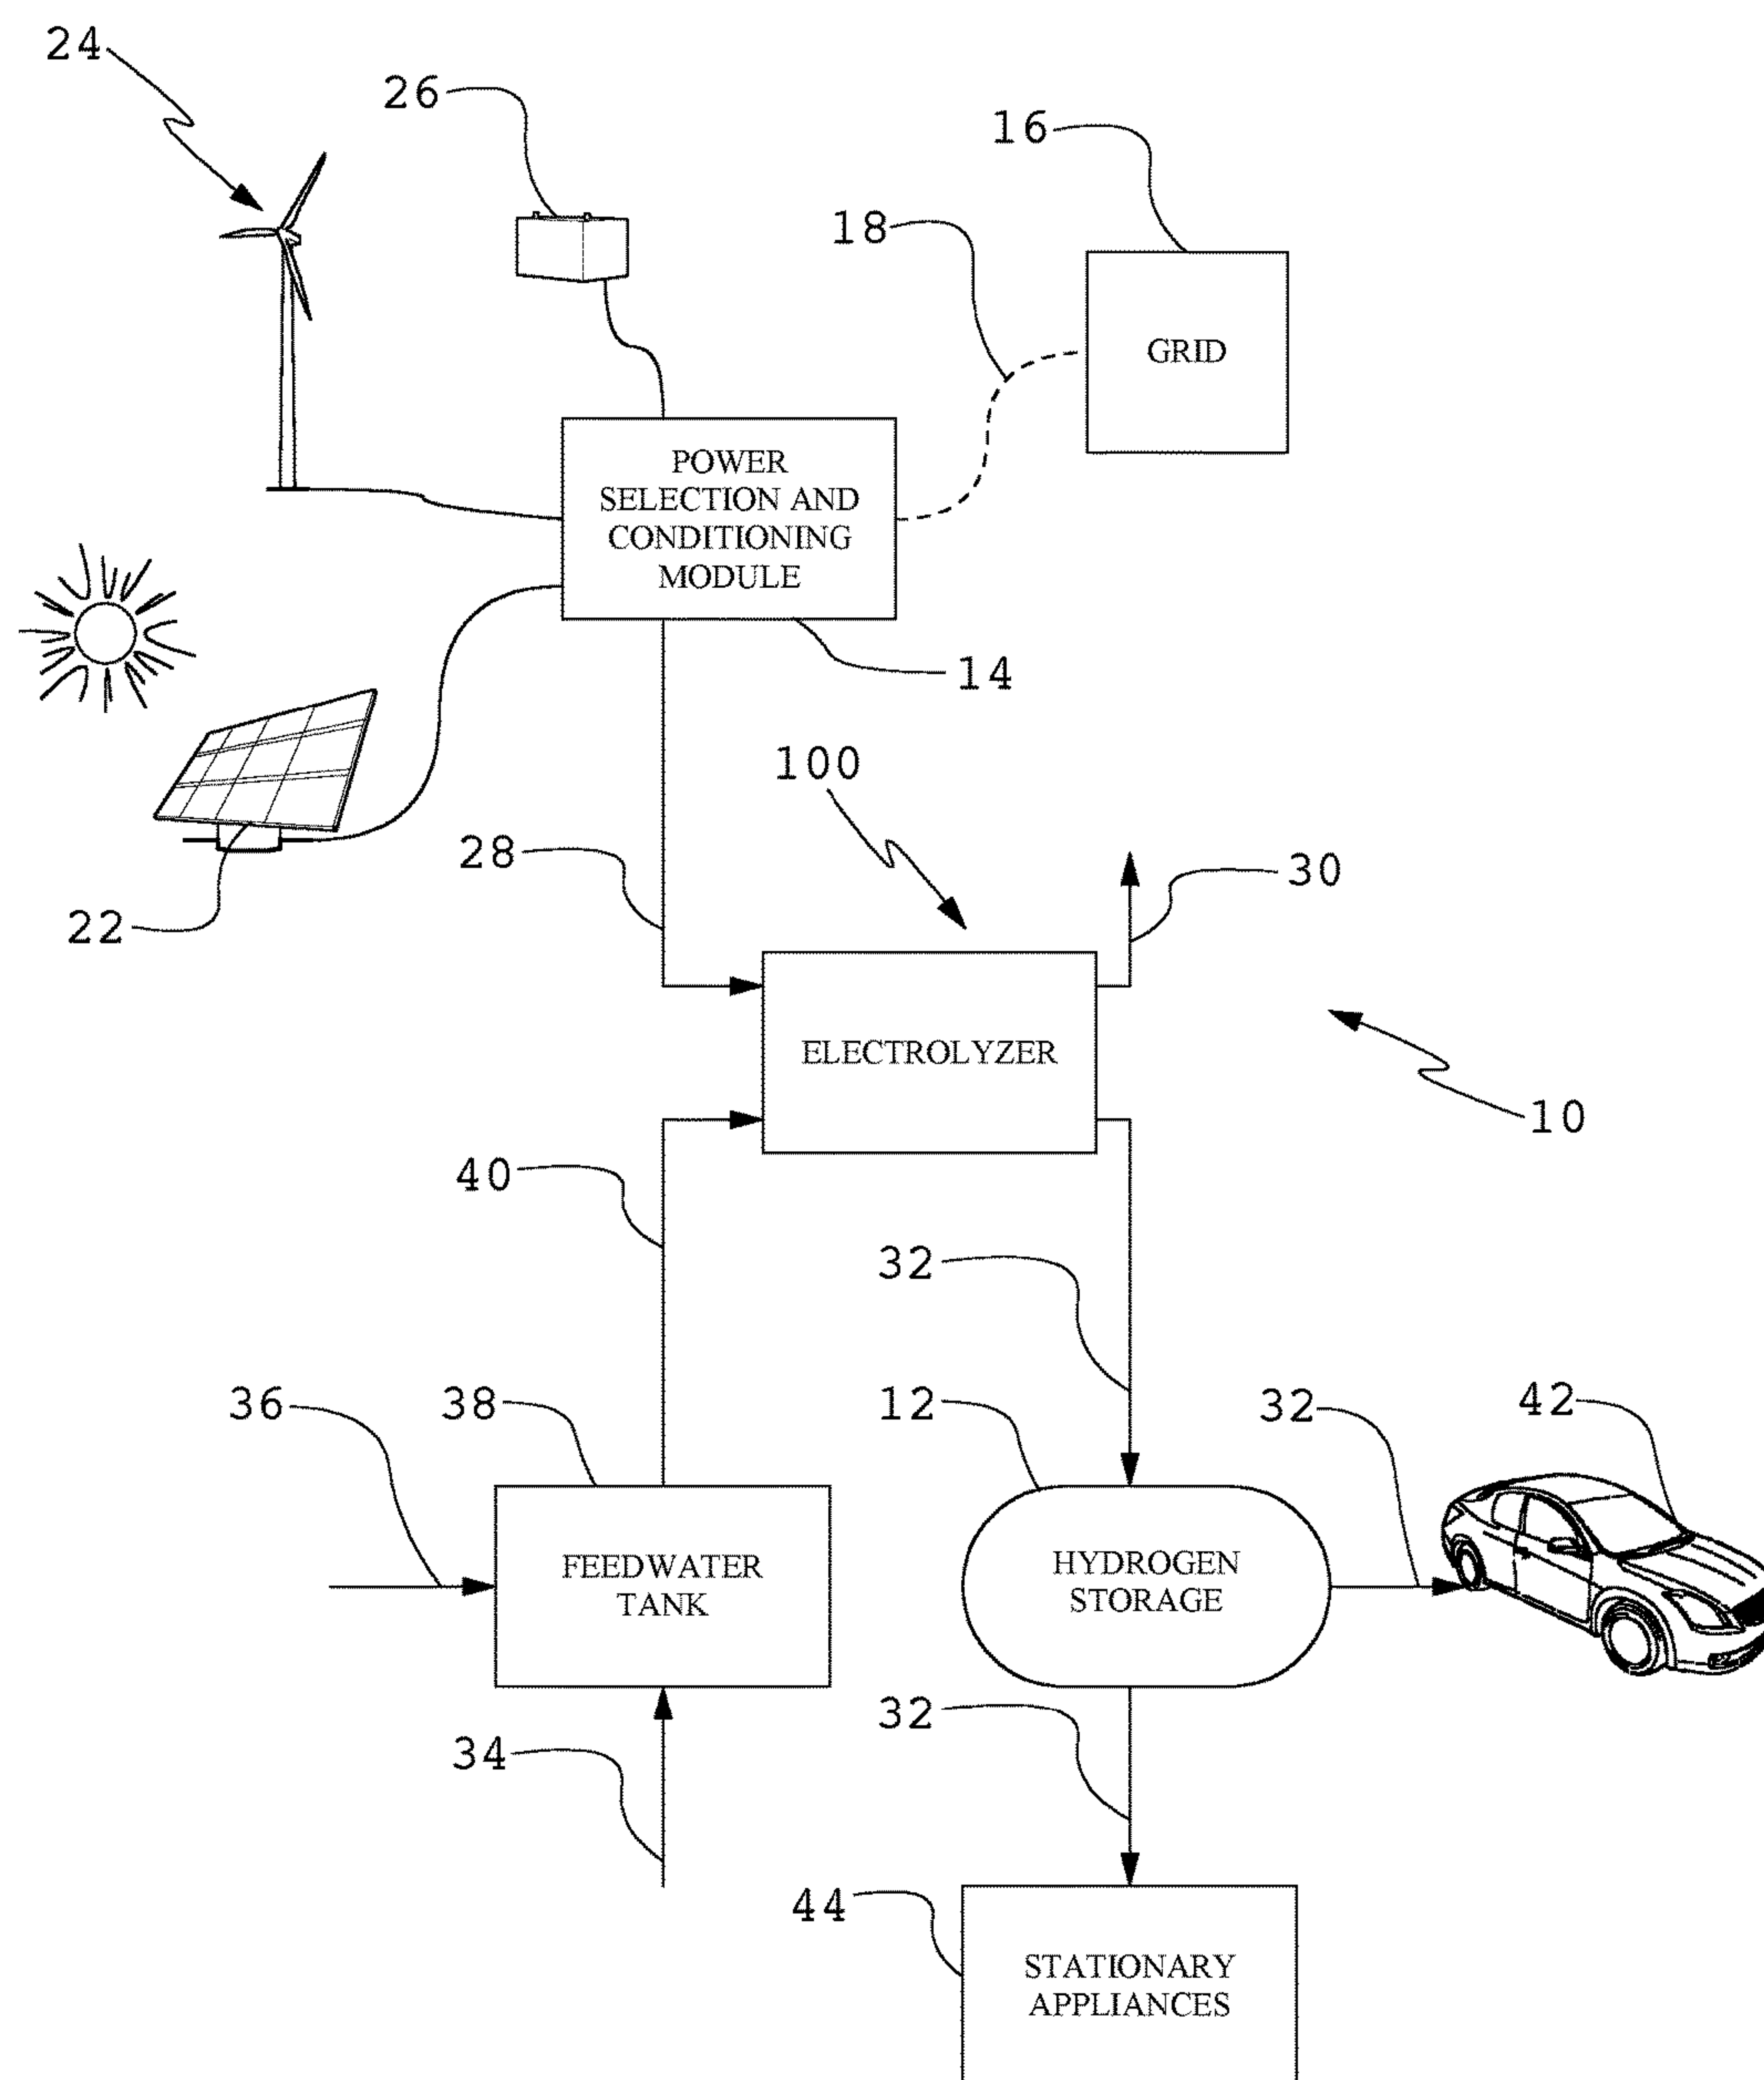 24
26
16
18
GRID
POWER
SELECTION AND
CONDITIONING
MODULE
14
100
28
30
22
ELECTROLYZER
10
40
32
36
38
12
32
42
FEEDWATER
TANK
HYDROGEN
STORAGE
32
34
44
STATIONARY
APPLIANCES